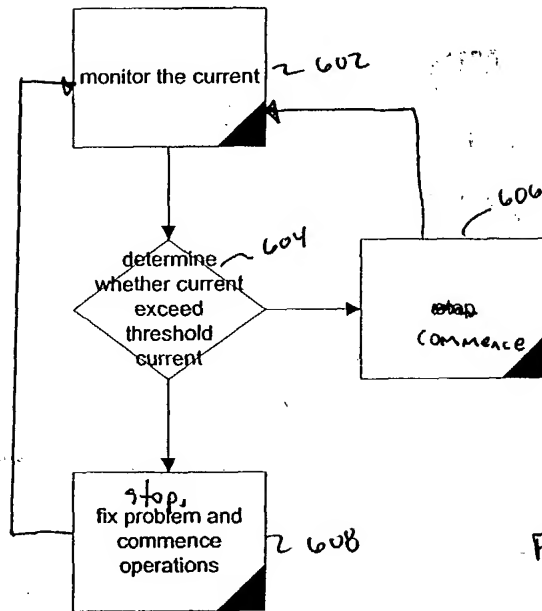 monitor the current
602
determine
whether current
exceed
threshold
current
604
606
stop
commence
stop,
fix problem and
commence
operations
608
F